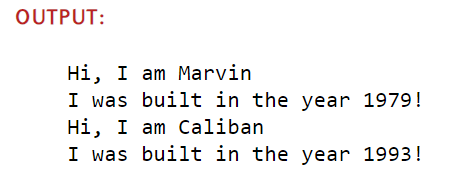 OUTPUT:
Hi, I am Marvin
I was built in the year 1979!
Hi, I am Caliban
I was built in the year 1993!